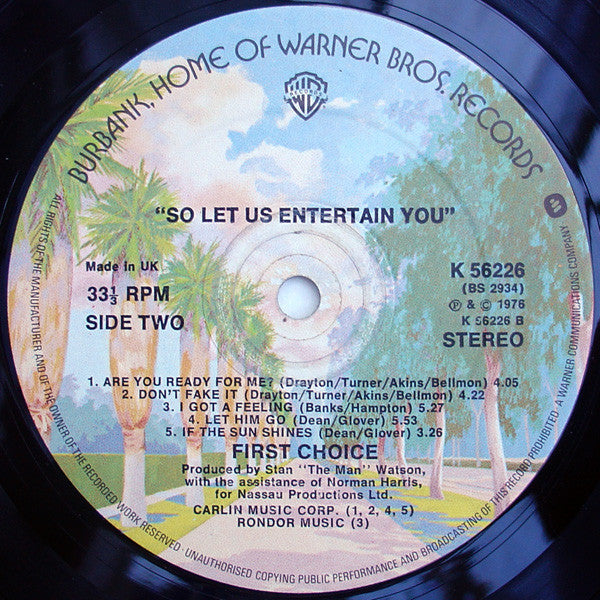 BURBANK, HOME OF WARNER BROS. RECORDS
"SO LET US ENTERTAIN YOU"
Made in UK
33⅓ RPM
SIDE TWO
K 56226
(BS 2934)
℗ & © 1976
K 56226 B
STEREO
1. ARE YOU READY FOR ME? (Drayton/Turner/Akins/Bellmon) 4.05
2. DON'T FAKE IT (Drayton/Turner/Akins/Bellmon) 4.22
3. I GOT A FEELING (Banks/Hampton) 5.27
4. LET HIM GO (Dean/Glover) 5.53
5. IF THE SUN SHINES (Dean/Glover) 3.26
FIRST CHOICE
Produced by Stan "The Man" Watson,
with the assistance of Norman Harris,
for Nassau Productions Ltd.
CARLIN MUSIC CORP. (1, 2, 4, 5)
RONDOR MUSIC (3)
ALL RIGHTS OF THE MANUFACTURER AND OF THE OWNER OF THE RECORDED WORK RESERVED · UNAUTHORISED COPYING PUBLIC PERFORMANCE AND BROADCASTING OF THIS RECORD PROHIBITED · A WARNER COMMUNICATIONS COMPANY